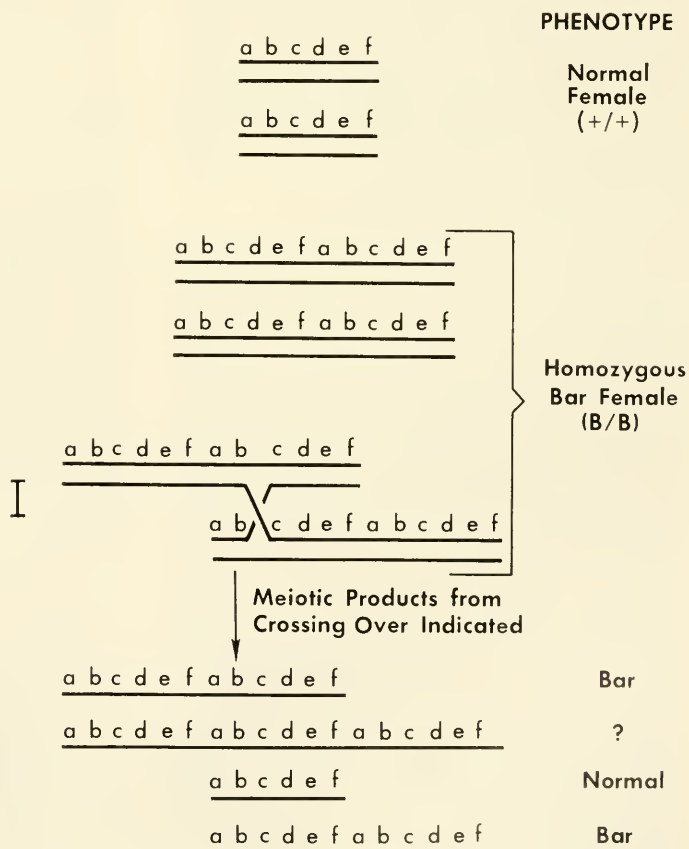 PHENOTYPE
a b c d e f
Normal
Female
(+/+)
a b c d e f
a b c d e f a b c d e f
a b c d e f a b c d e f
Homozygous
Bar Female
(B/B)
a b c d e f a b c d e f
I
a b c d e f a b c d e f
Meiotic Products from
Crossing Over Indicated
a b c d e f a b c d e f Bar
a b c d e f a b c d e f a b c d e f ?
a b c d e f Normal
a b c d e f a b c d e f Bar